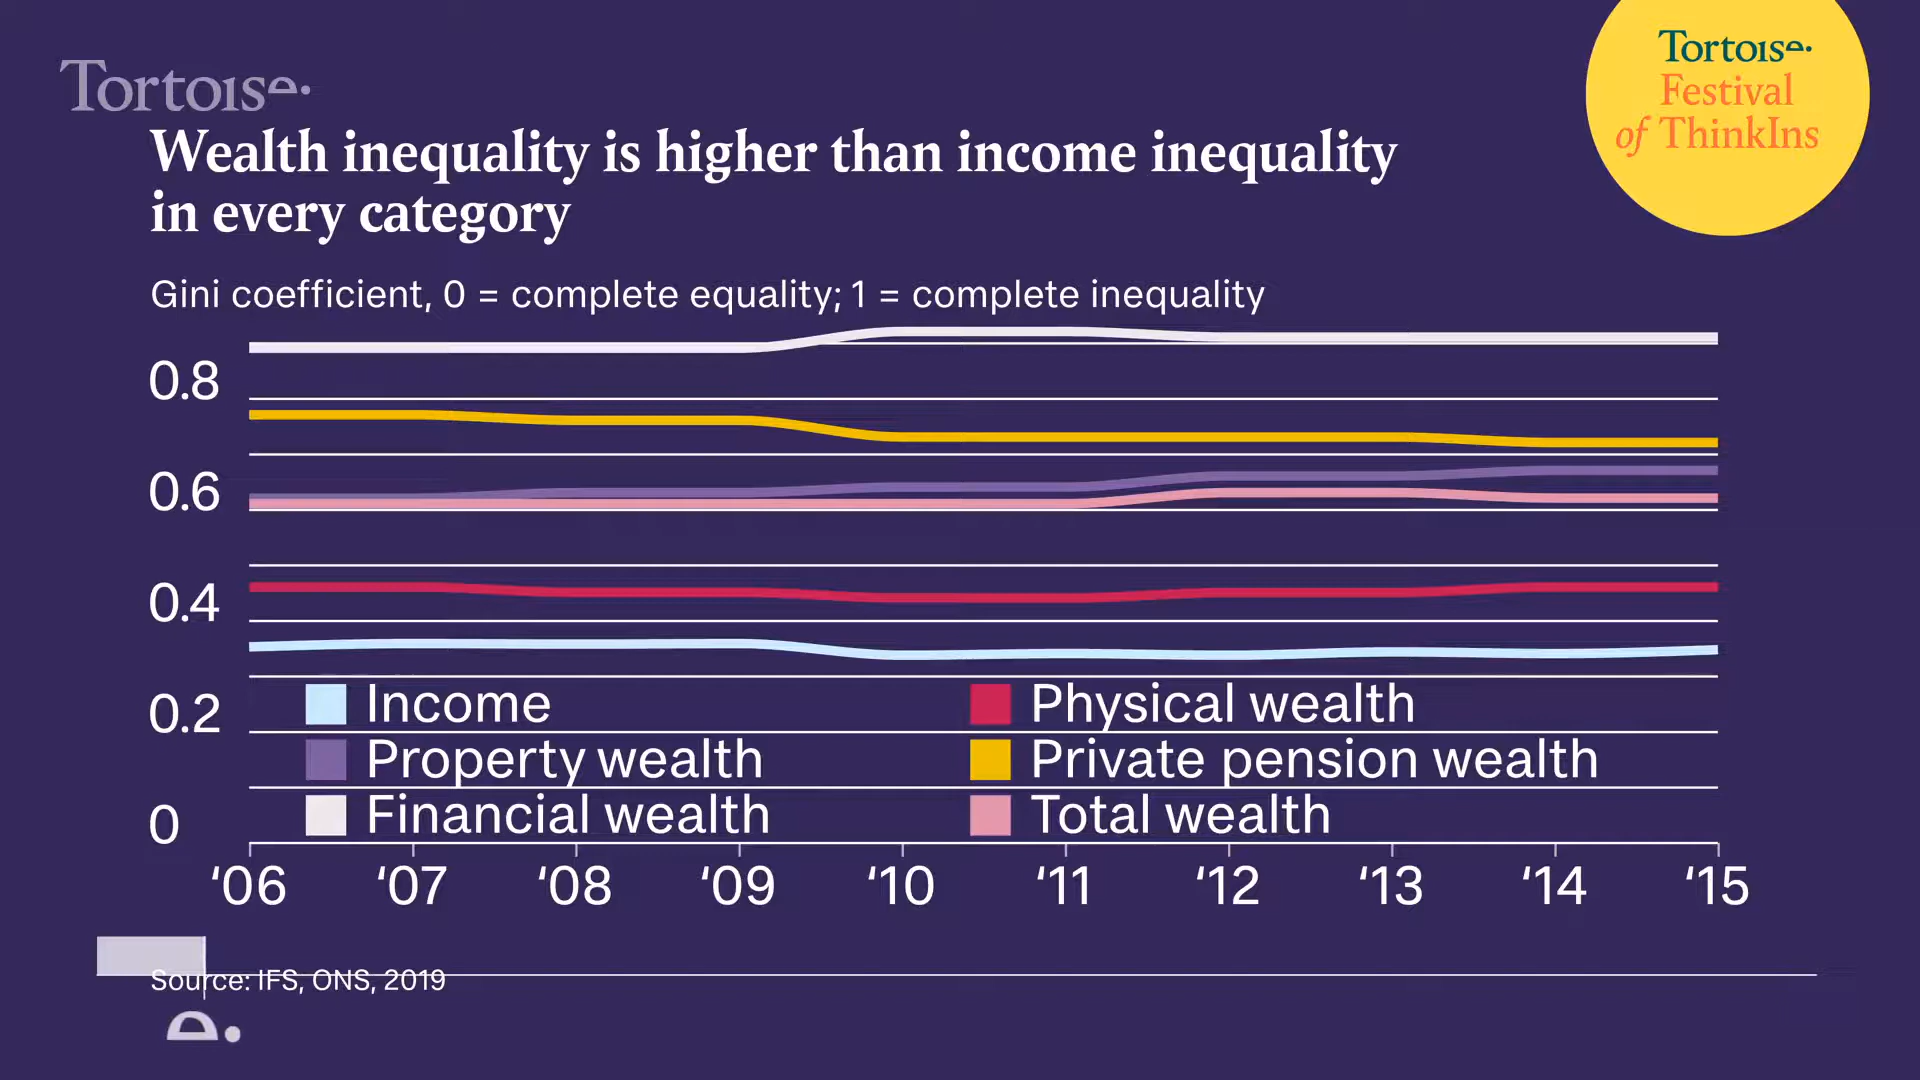 Tortoise.
Tortoise.
Festival
of ThinkIns
Wealth inequality is higher than income inequality
in every category
Gini coefficient, 0 = complete equality; 1 = complete inequality
0.8
0.6
0.4
0.2
0
Income
Physical wealth
Property wealth
Private pension wealth
Financial wealth
Total wealth
‘06 ‘07 ‘08 ‘09 ‘10 ‘11 ‘12 ‘13 ‘14 ‘15
Source: IFS, ONS, 2019
e.